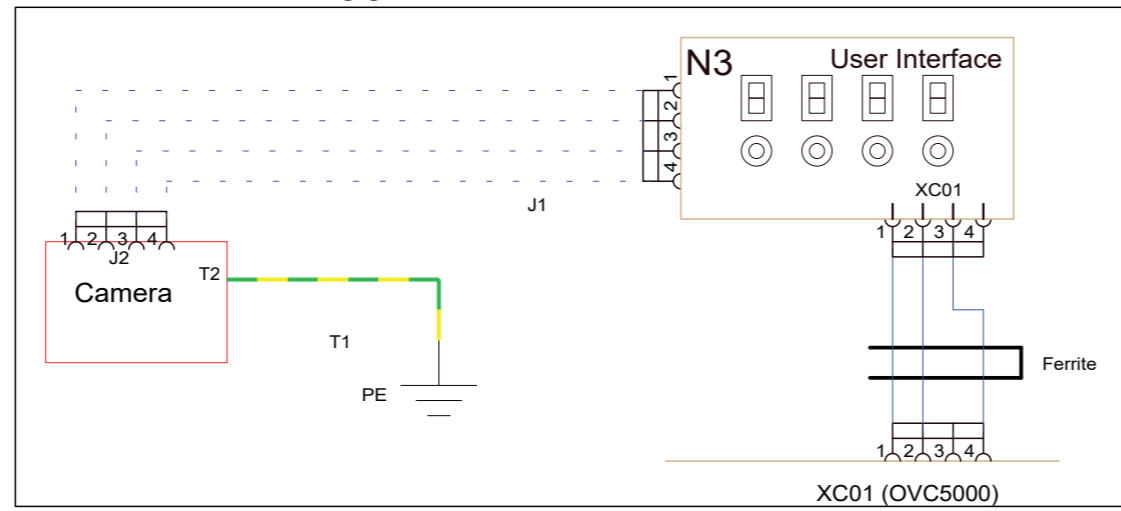 N3 User Interface
1
2
3
4
XC01
J1
1 2 3 4
1 2 3 4
J2
T2
Camera
T1
Ferrite
PE
1 2 3 4
XC01 (OVC5000)